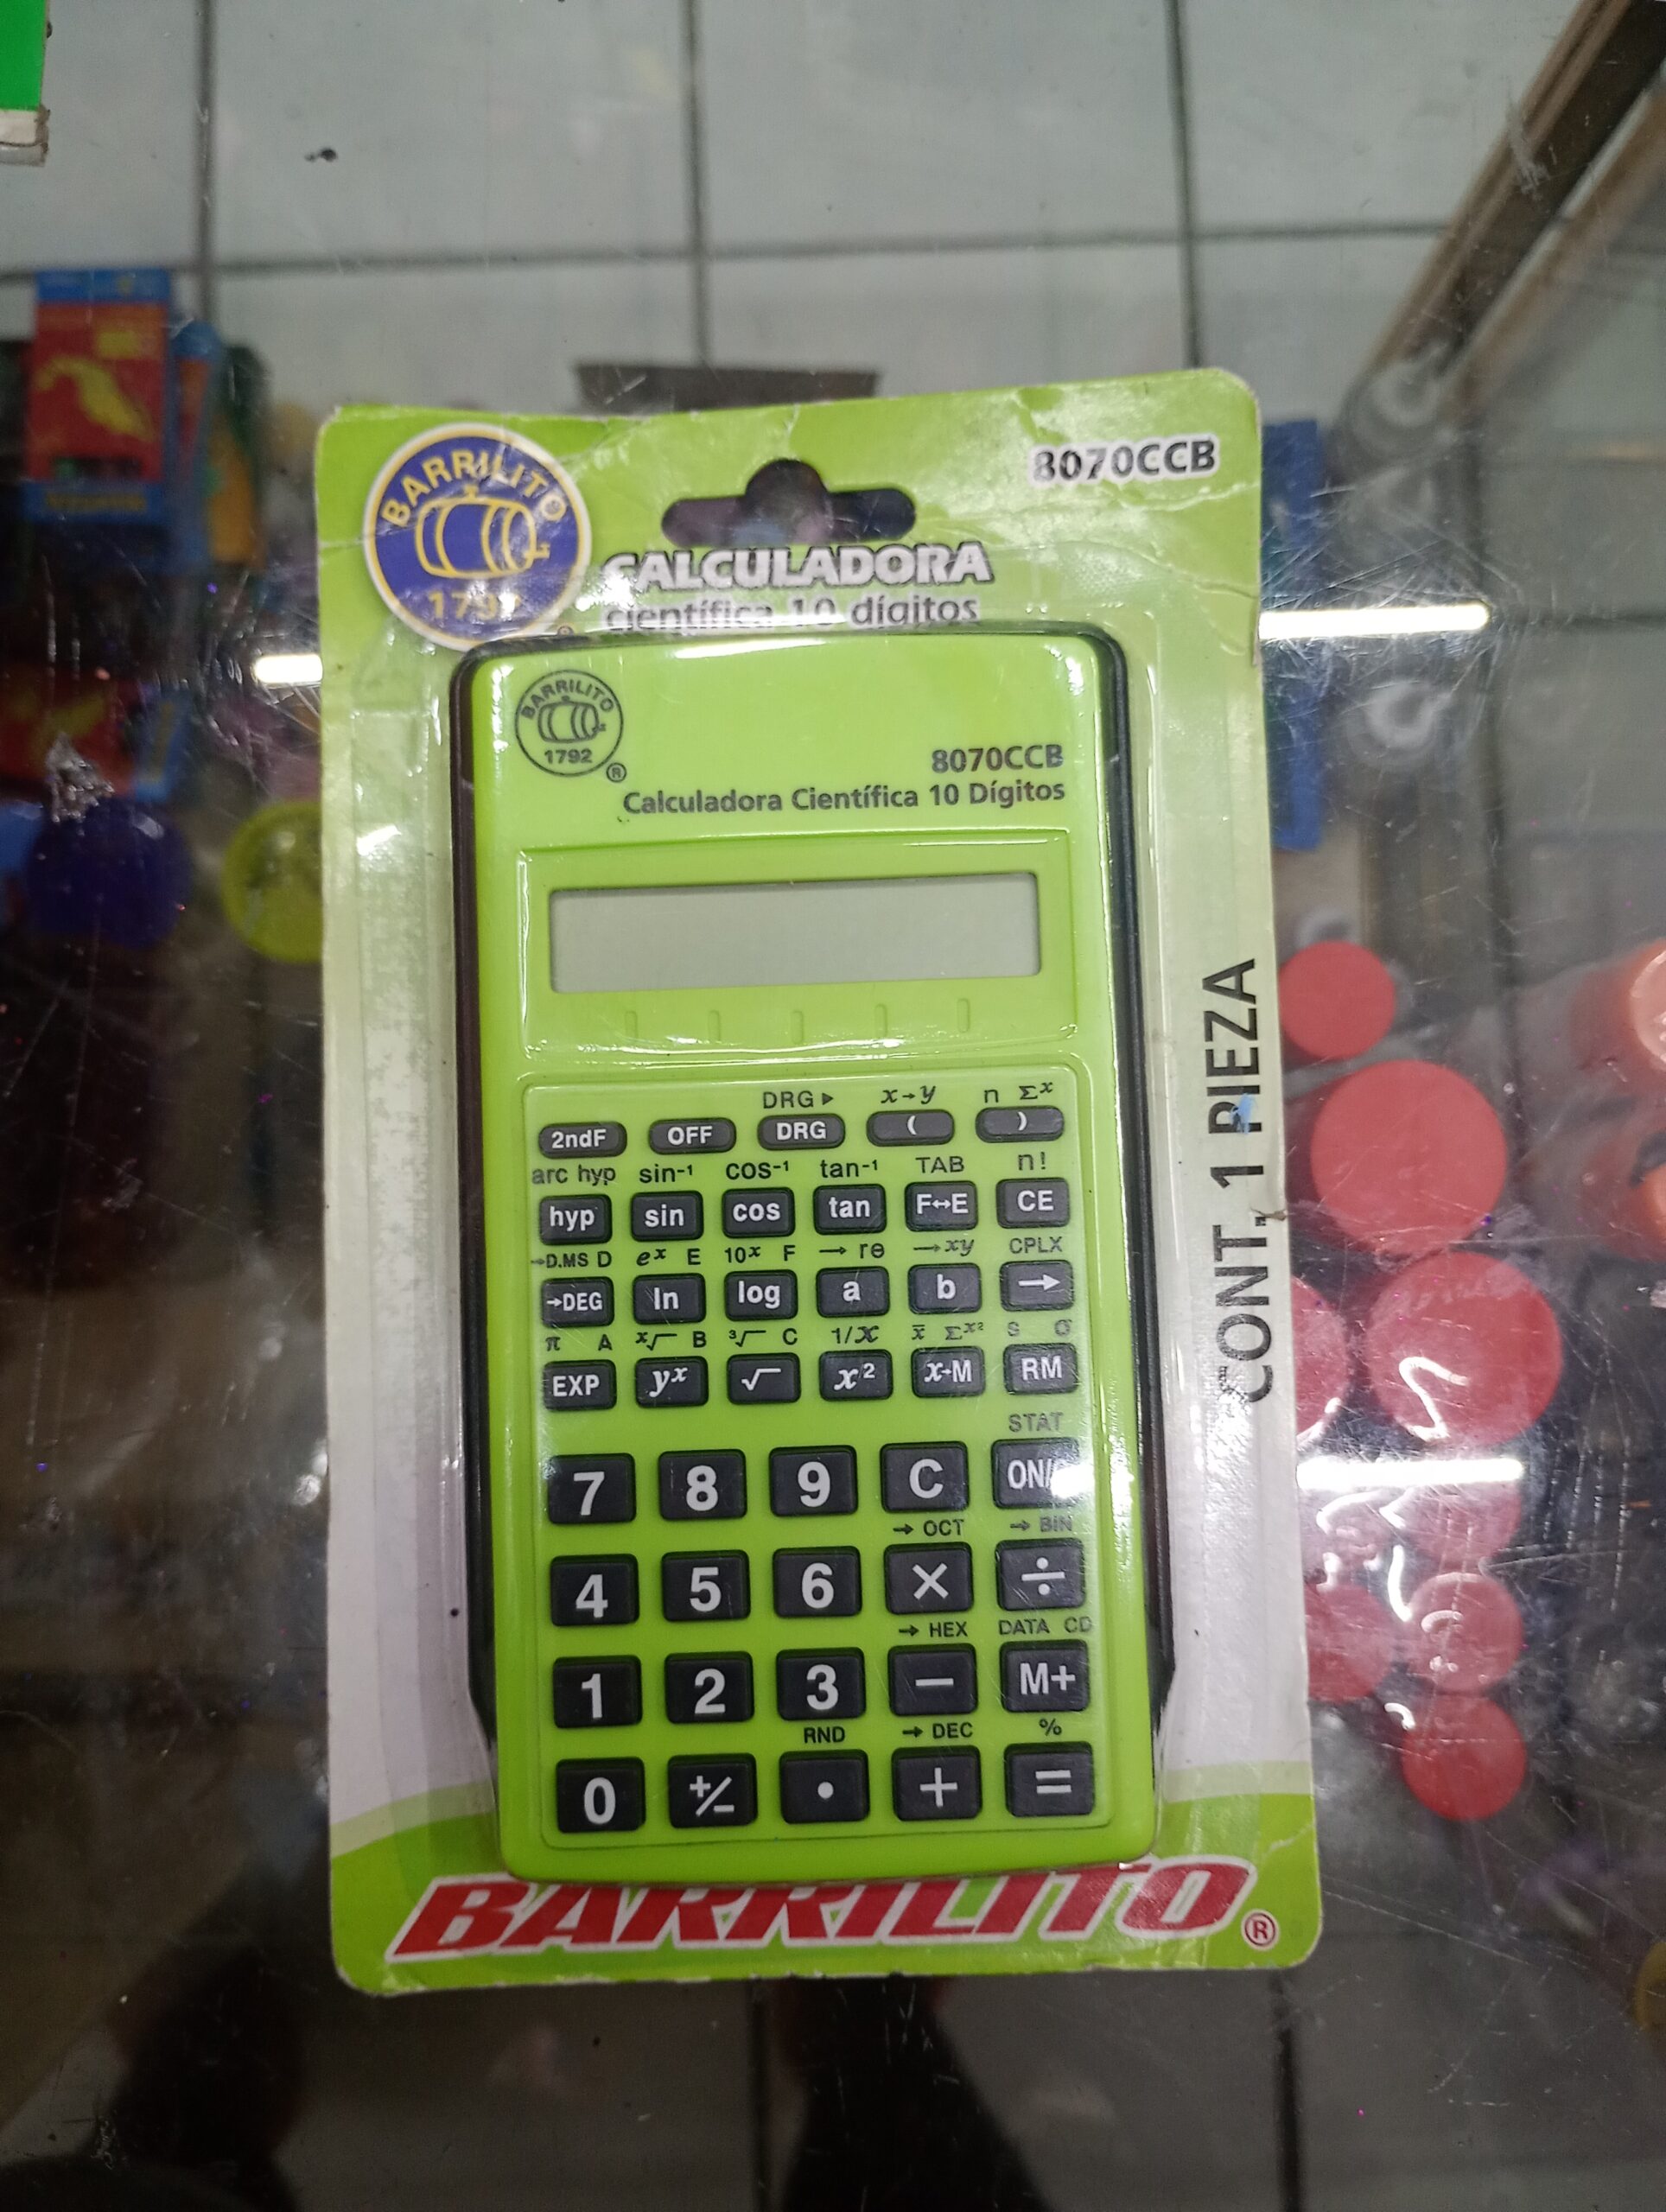 BARRILITO
1792
®
8070CCB
CALCULADORA
científica 10 dígitos
BARRILITO
1792
®
8070CCB
Calculadora Científica 10 Dígitos
DRG▶ x→y n Σx
2ndF OFF DRG ( )
arc hyp sin⁻¹ COS⁻¹ tan⁻¹ TAB n!
hyp sin cos tan F↔E CE
→D.MS D eˣ E 10ˣ F →rθ →xy CPLX
→DEG ln log a b →
π A ˣ√ B ³√ C 1/x x̄ Σx² S σ
EXP yˣ √ x² x→M RM
STAT
7 8 9 C ON/
→OCT →BIN
4 5 6 × ÷
→HEX DATA CD
1 2 3 − M+
RND →DEC %
0 +/− • + =
CONT. 1 PIEZA
BARRILITO®